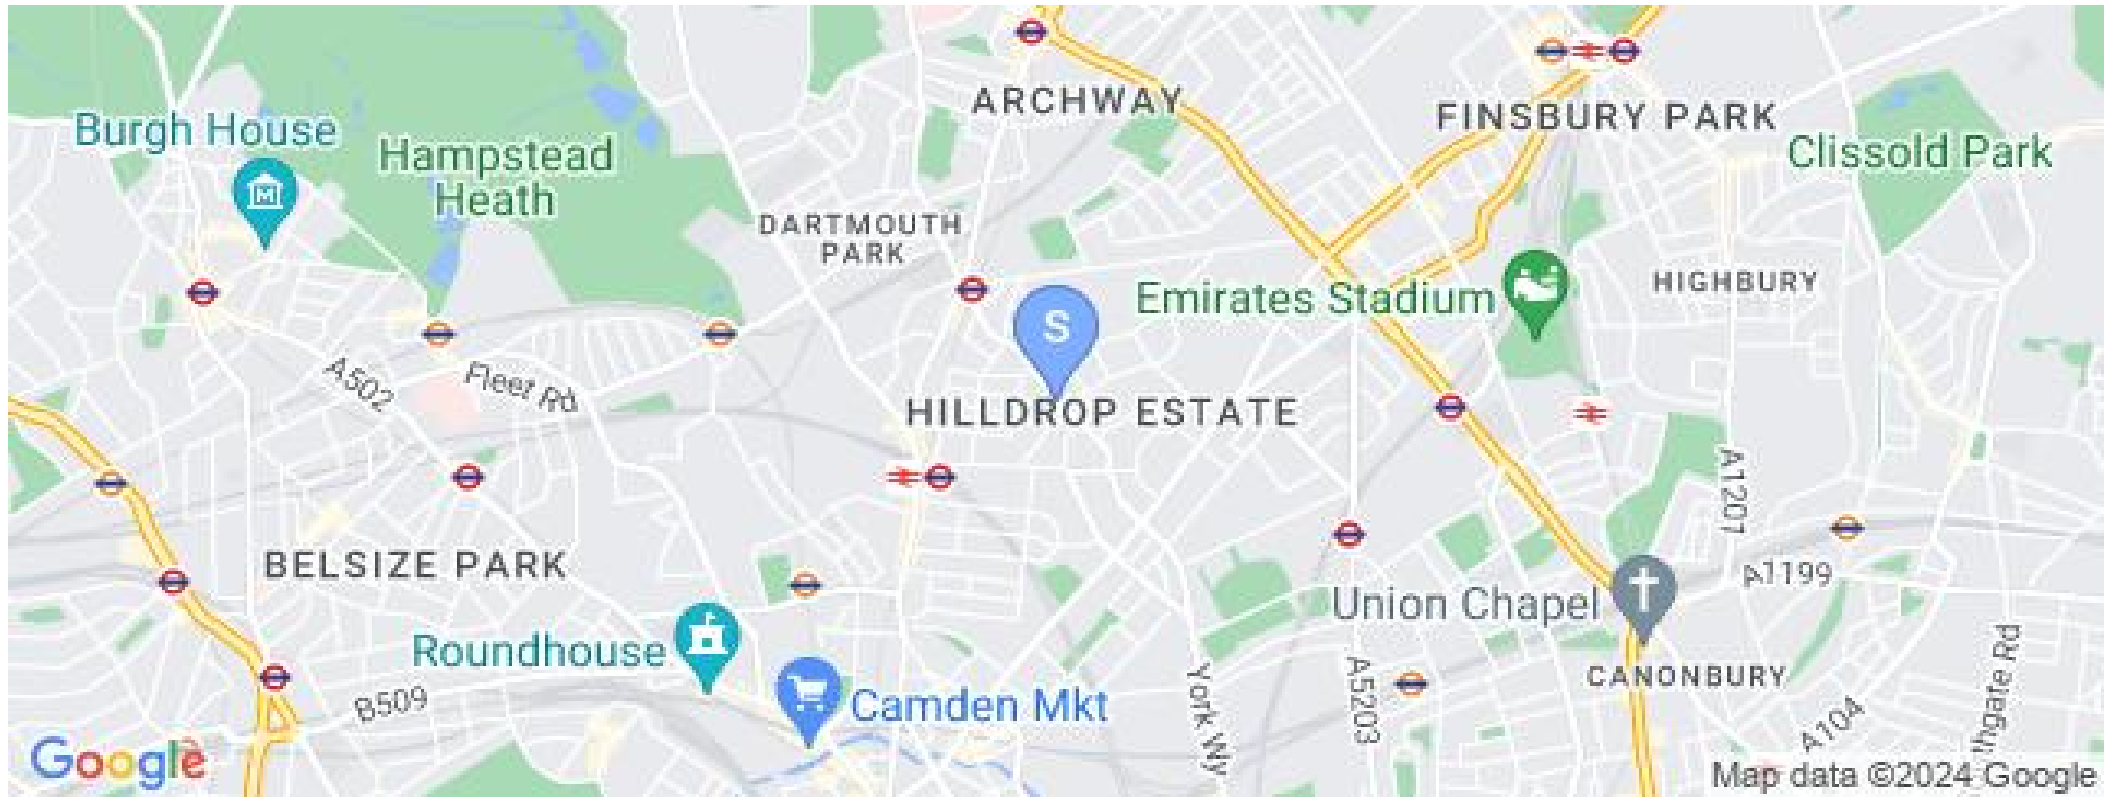 ARCHWAY
FINSBURY PARK
Burgh House
Hampstead
Heath
Clissold Park
DARTMOUTH
PARK
HIGHBURY
Emirates Stadium
S
A502
Fleet Rd
HILLDROP ESTATE
A1201
BELSIZE PARK
A1199
Union Chapel
Roundhouse
CANONBURY
B509
Camden Mkt
York Wy
A5203
A104
thgate Rd
Google
Map data ©2024 Google